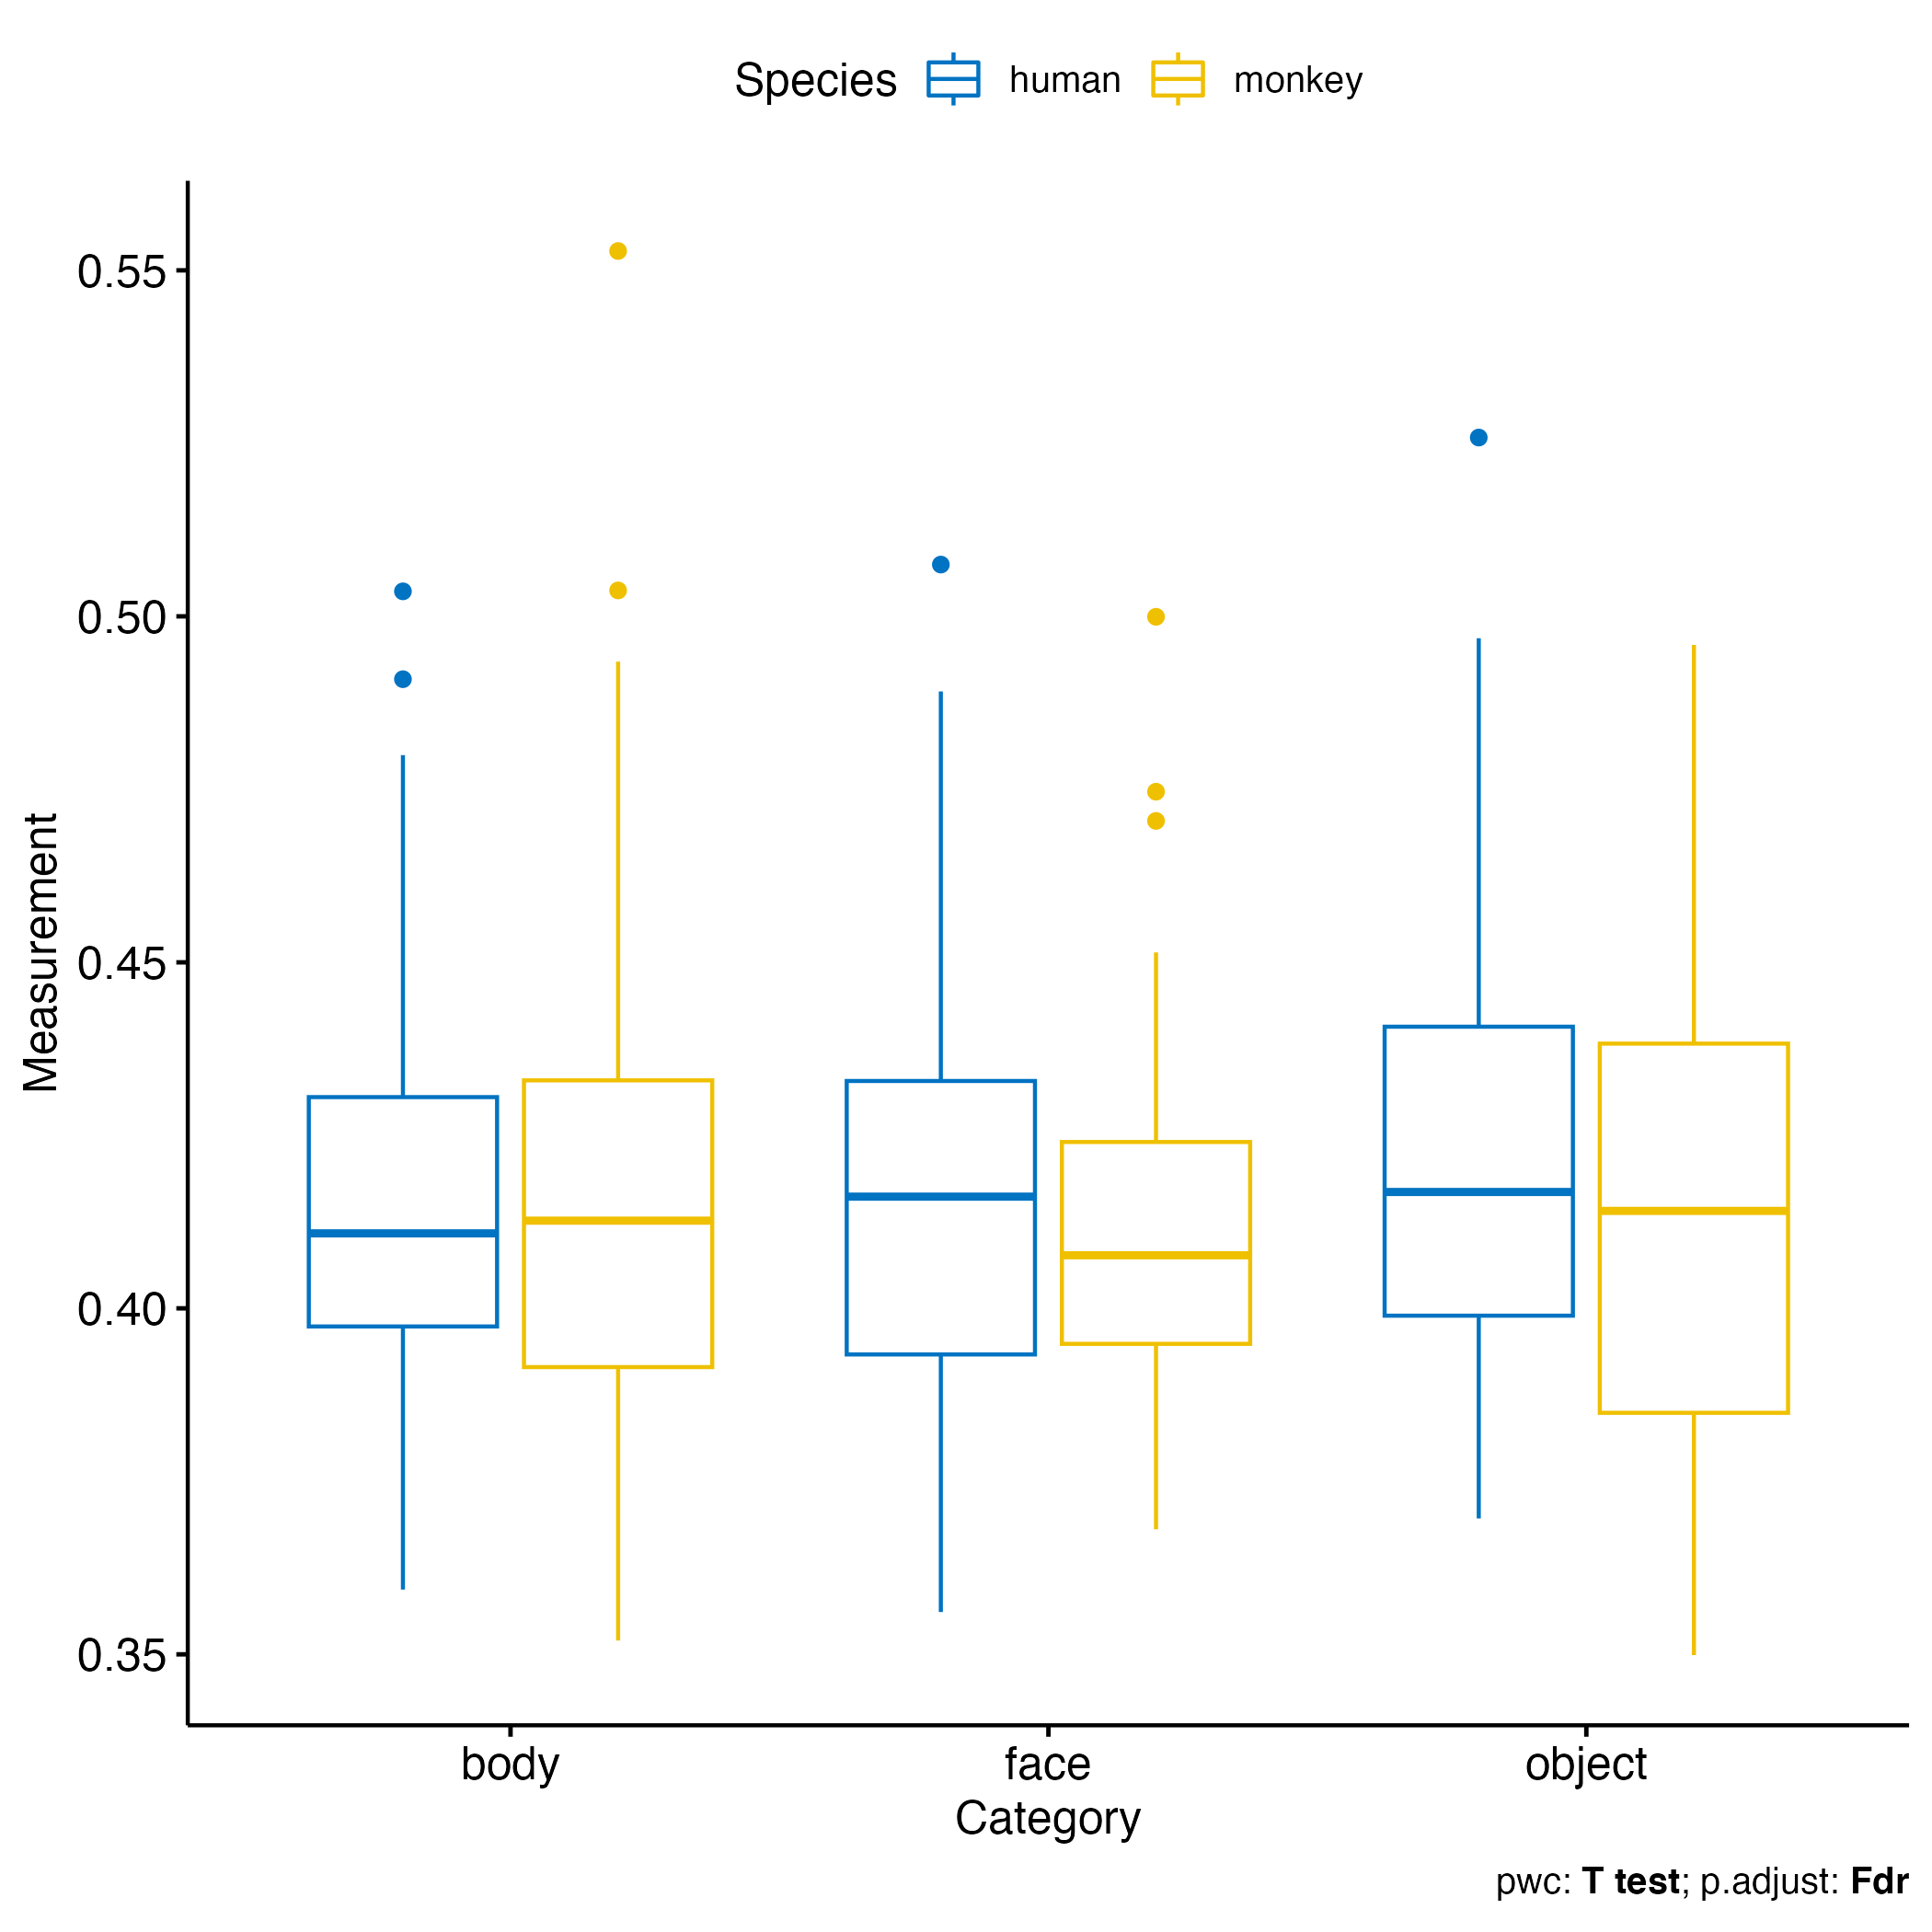 Species human monkey
0.55
0.50
0.45
0.40
0.35
Measurement
body face object
Category
pwc: T test; p.adjust: Fdr